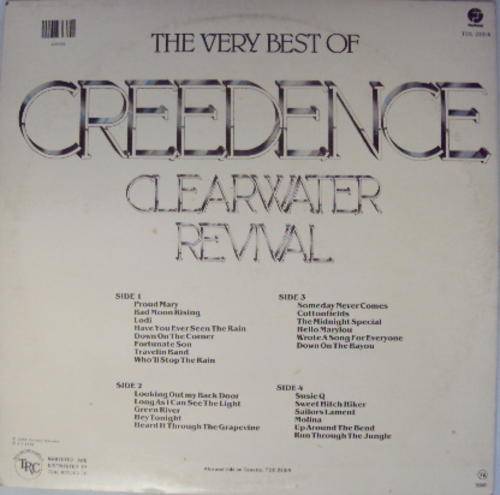 THE VERY BEST OF
CREEDENCE
CLEARWATER
REVIVAL
SIDE 1
Proud Mary
Bad Moon Rising
Lodi
Have You Ever Seen The Rain
Down On The Corner
Fortunate Son
Travelin Band
Who'll Stop The Rain
SIDE 2
Looking Out my Back Door
Long As I Can See The Light
Green River
Hey Tonight
Heard It Through The Grapevine
SIDE 3
Someday Never Comes
Cottonfields
The Midnight Special
Hello Marylou
Wrote A Song For Everyone
Down On The Bayou
SIDE 4
Susie Q
Sweet Hitch Hiker
Sailors Lament
Molina
Up Around The Bend
Run Through The Jungle
TRC